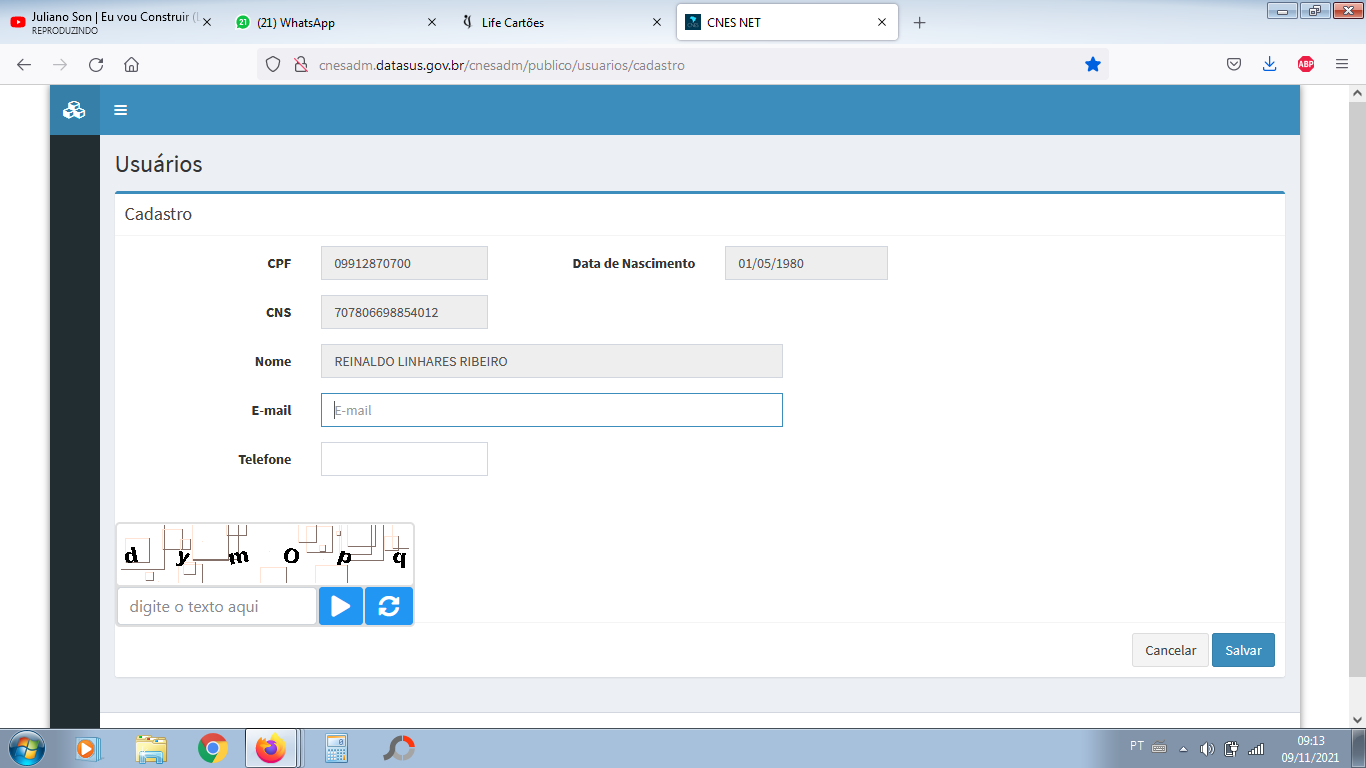 Juliano Son | Eu vou Construir (
REPRODUZINDO
(21) WhatsApp
Life Cartões
CNES NET
cnesadm.datasus.gov.br/cnesadm/publico/usuarios/cadastro
ABP
Usuários
Cadastro
CPF 09912870700 Data de Nascimento 01/05/1980
CNS 707806698854012
Nome REINALDO LINHARES RIBEIRO
E-mail E-mail
Telefone
d y m O p q
digite o texto aqui
Cancelar Salvar
PT 09:13
09/11/2021